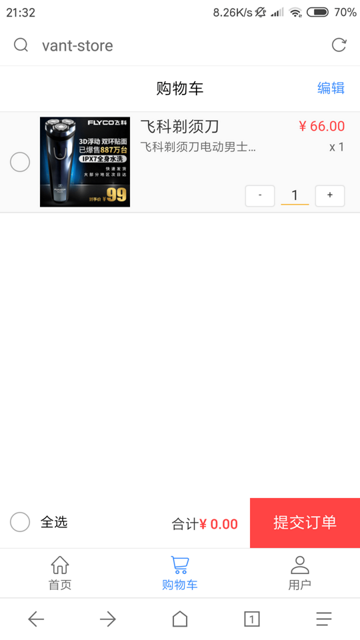 21:32
8.26K/s
70%
vant-store
购物车
编辑
FLYCO飞科
3D浮动 双环贴面
已爆售887万台
IPX7全身水洗
99
飞科剃须刀
¥ 66.00
飞科剃须刀电动男士...
x 1
-
1
+
全选
合计¥ 0.00
提交订单
首页
购物车
用户
1